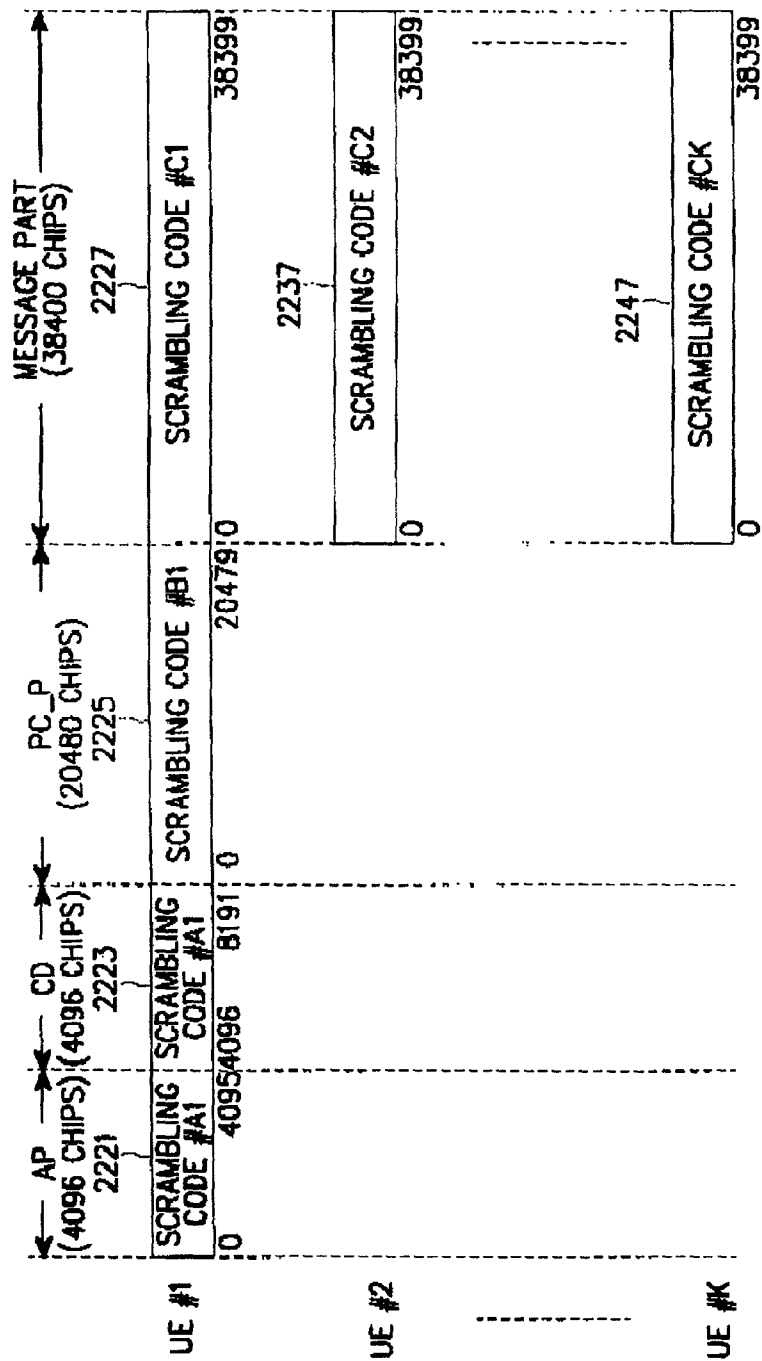 AP
(4096 CHIPS)
2221
CD
(4096 CHIPS)
2223
PC_P
(20480 CHIPS)
2225
MESSAGE PART
(38400 CHIPS)
2227
UE #1
SCRAMBLING
CODE #A1
SCRAMBLING
CODE #A1
SCRAMBLING CODE #B1
SCRAMBLING CODE #C1
0
4095
4096
8191
0
20479
0
38399
UE #2
2237
SCRAMBLING CODE #C2
0
38399
UE #K
2247
SCRAMBLING CODE #CK
0
38399